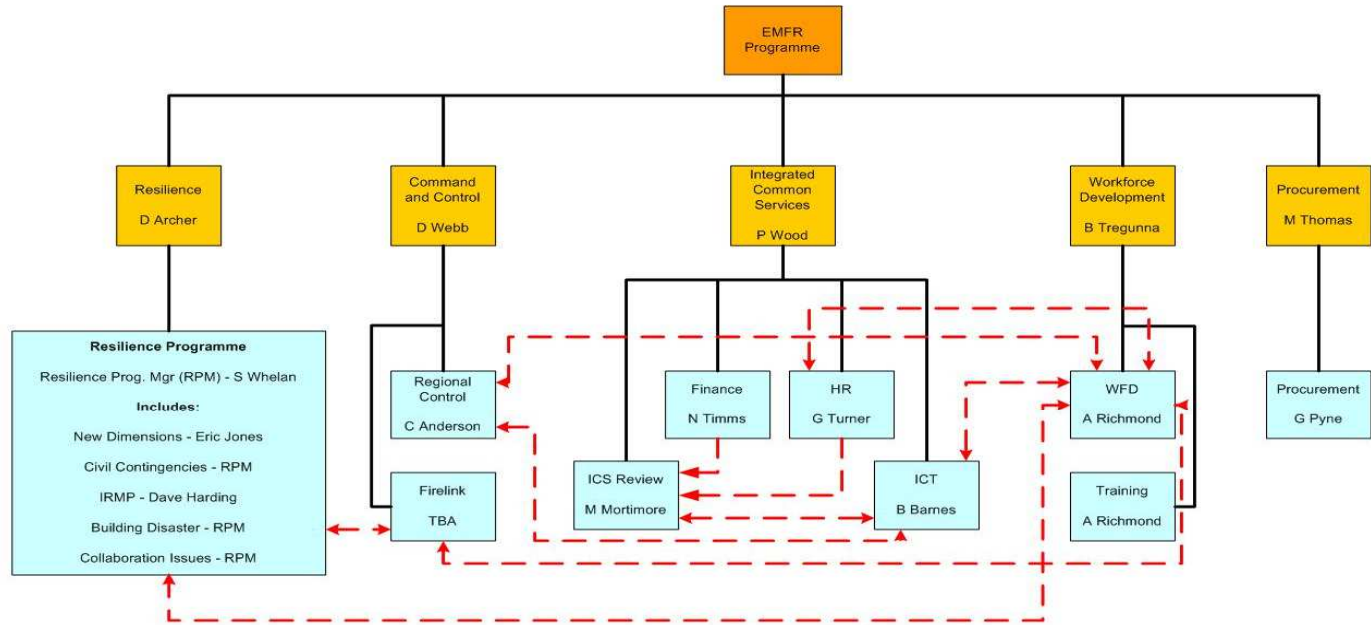 EMFR
Programme
Resilience
D Archer
Command
and Control
D Webb
Integrated
Common
Services
P Wood
Workforce
Development
B Tregunna
Procurement
M Thomas
Resilience Programme
Resilience Prog. Mgr (RPM) - S Whelan
Includes:
New Dimensions - Eric Jones
Civil Contingencies - RPM
IRMP - Dave Harding
Building Disaster - RPM
Collaboration Issues - RPM
Regional
Control
C Anderson
Firelink
TBA
Finance
N Timms
HR
G Turner
ICS Review
M Mortimore
ICT
B Barnes
WFD
A Richmond
Training
A Richmond
Procurement
G Pyne